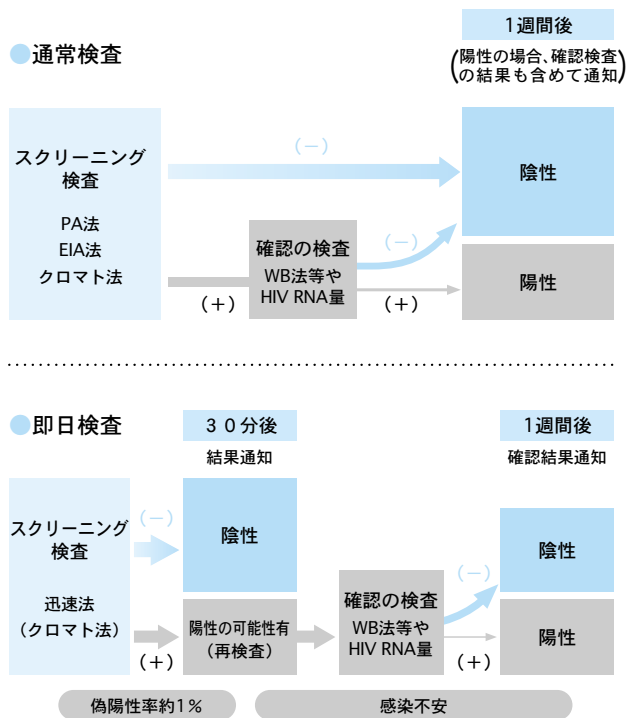 1週間後
●通常検査
(陽性の場合、確認検査
の結果も含めて通知)
スクリーニング
検査
PA法
EIA法
クロマト法
(－)
陰性
確認の検査
WB法等や
HIV RNA量
(－)
(＋)
(＋)
陽性
●即日検査
３０分後
1週間後
結果通知
確認結果通知
スクリーニング
検査
迅速法
(クロマト法)
(－)
陰性
(＋)
陽性の可能性有
(再検査)
確認の検査
WB法等や
HIV RNA量
(－)
陰性
(＋)
陽性
偽陽性率約1%
感染不安